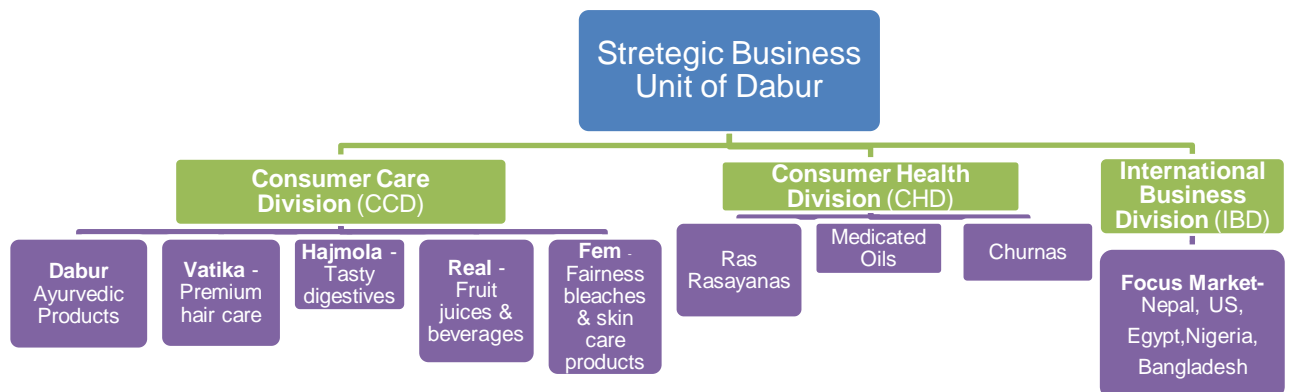 Stretegic Business
Unit of Dabur
Consumer Care
Division (CCD)
Consumer Health
Division (CHD)
International
Business
Division (IBD)
Dabur
Ayurvedic
Products
Vatika -
Premium
hair care
Hajmola -
Tasty
digestives
Real -
Fruit
juices &
beverages
Fem -
Fairness
bleaches
& skin
care
products
Ras
Rasayanas
Medicated
Oils
Churnas
Focus Market-
Nepal, US,
Egypt,Nigeria,
Bangladesh